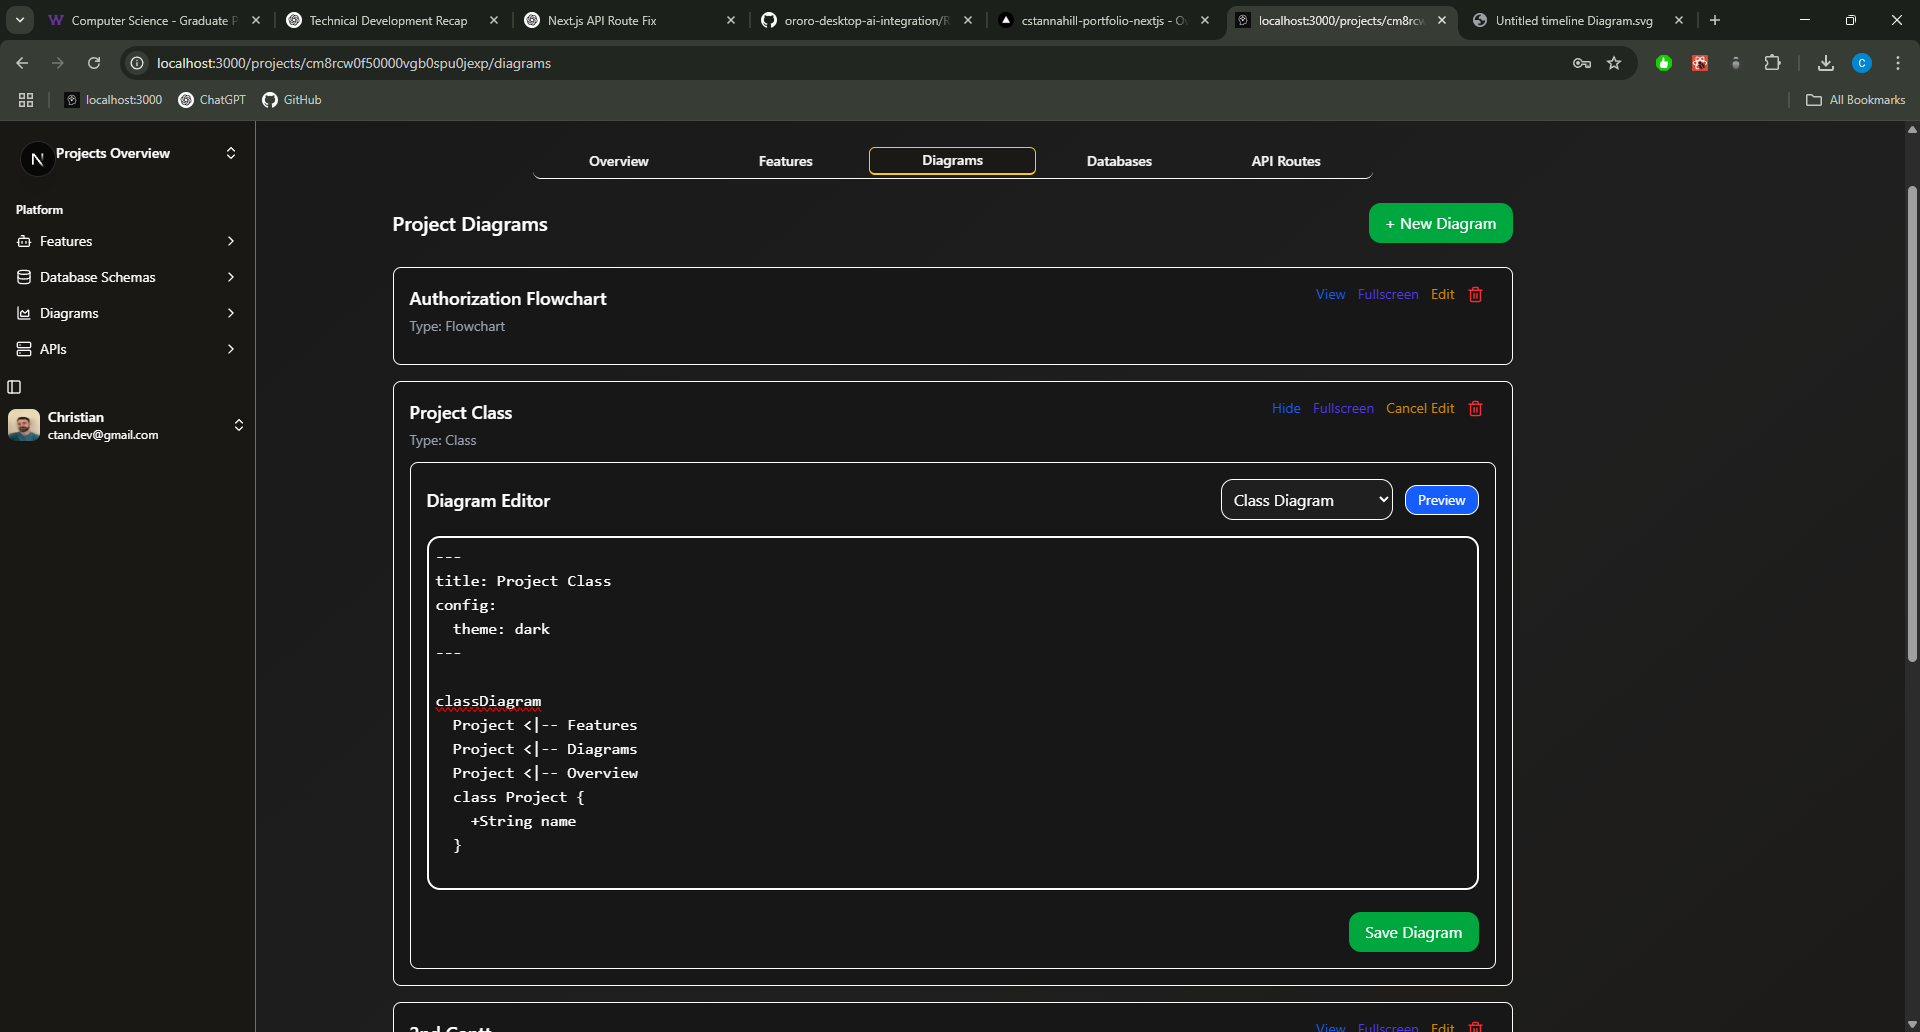 Computer Science - Graduate P
Technical Development Recap
Next.js API Route Fix
ororo-desktop-ai-integration/R
cstannahill-portfolio-nextjs - O
localhost:3000/projects/cm8rcw
Untitled timeline Diagram.svg
localhost:3000/projects/cm8rcw0f50000vgb0spu0jexp/diagrams
C
localhost:3000
ChatGPT
GitHub
All Bookmarks
N
Projects Overview
Platform
Features
Database Schemas
Diagrams
APIs
Christian
ctan.dev@gmail.com
Overview
Features
Diagrams
Databases
API Routes
Project Diagrams
+ New Diagram
Authorization Flowchart
View
Fullscreen
Edit
Type: Flowchart
Project Class
Hide
Fullscreen
Cancel Edit
Type: Class
Diagram Editor
Class Diagram
Preview
---
title: Project Class
config:
  theme: dark
---
classDiagram
  Project <|-- Features
  Project <|-- Diagrams
  Project <|-- Overview
  class Project {
    +String name
  }
Save Diagram
2nd Gantt
View
Fullscreen
Edit